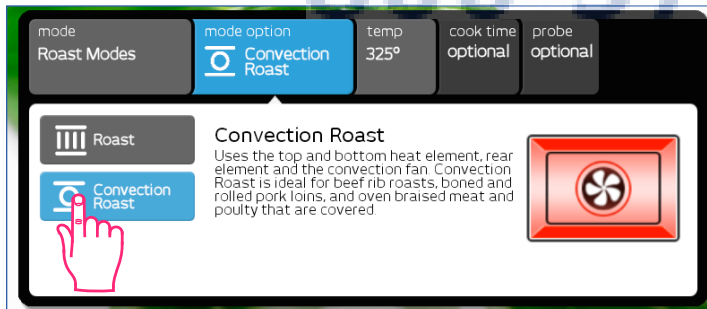 mode
Roast Modes
mode option
Convection
Roast
temp
325º
cook time
optional
probe
optional
Roast
Convection
Roast
Convection Roast
Uses the top and bottom heat element, rear
element and the convection fan. Convection
Roast is ideal for beef rib roasts, boned and
rolled pork loins, and oven braised meat and
poulty that are covered.